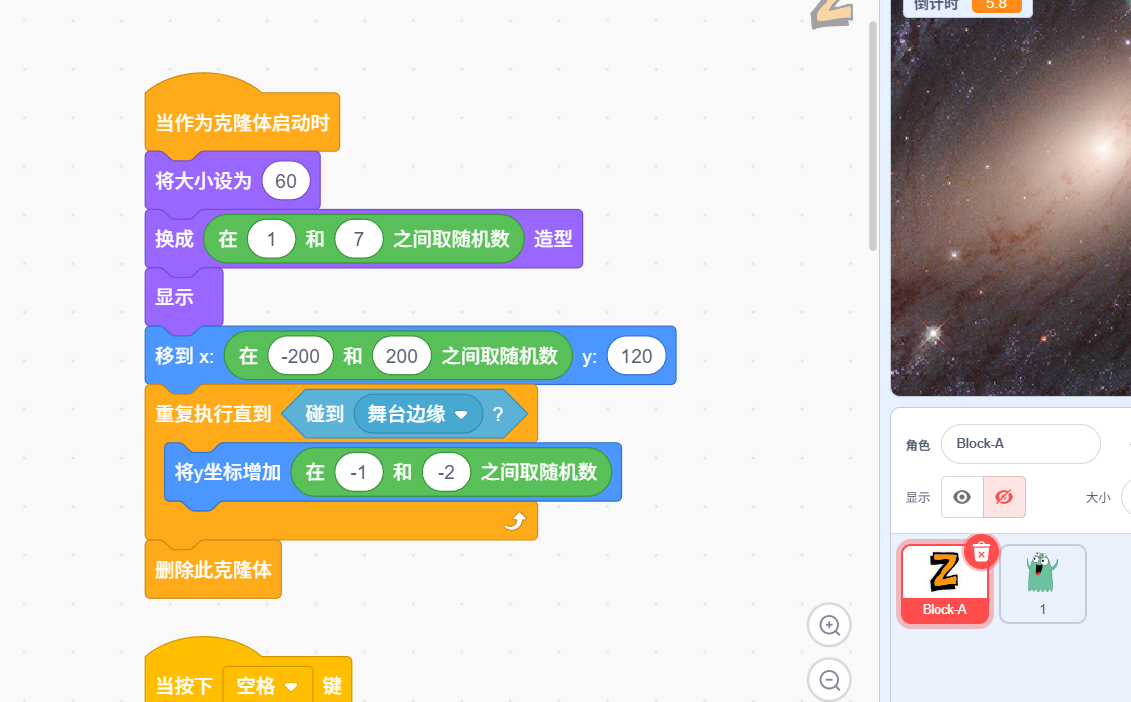 倒计时 5.8
当作为克隆体启动时
将大小设为 60
换成 在 1 和 7 之间取随机数 造型
显示
移到 x: 在 -200 和 200 之间取随机数 y: 120
重复执行直到 碰到 舞台边缘 ?
将y坐标增加 在 -1 和 -2 之间取随机数
删除此克隆体
当按下 空格 键
角色 Block-A
显示 大小
Z
Block-A
1